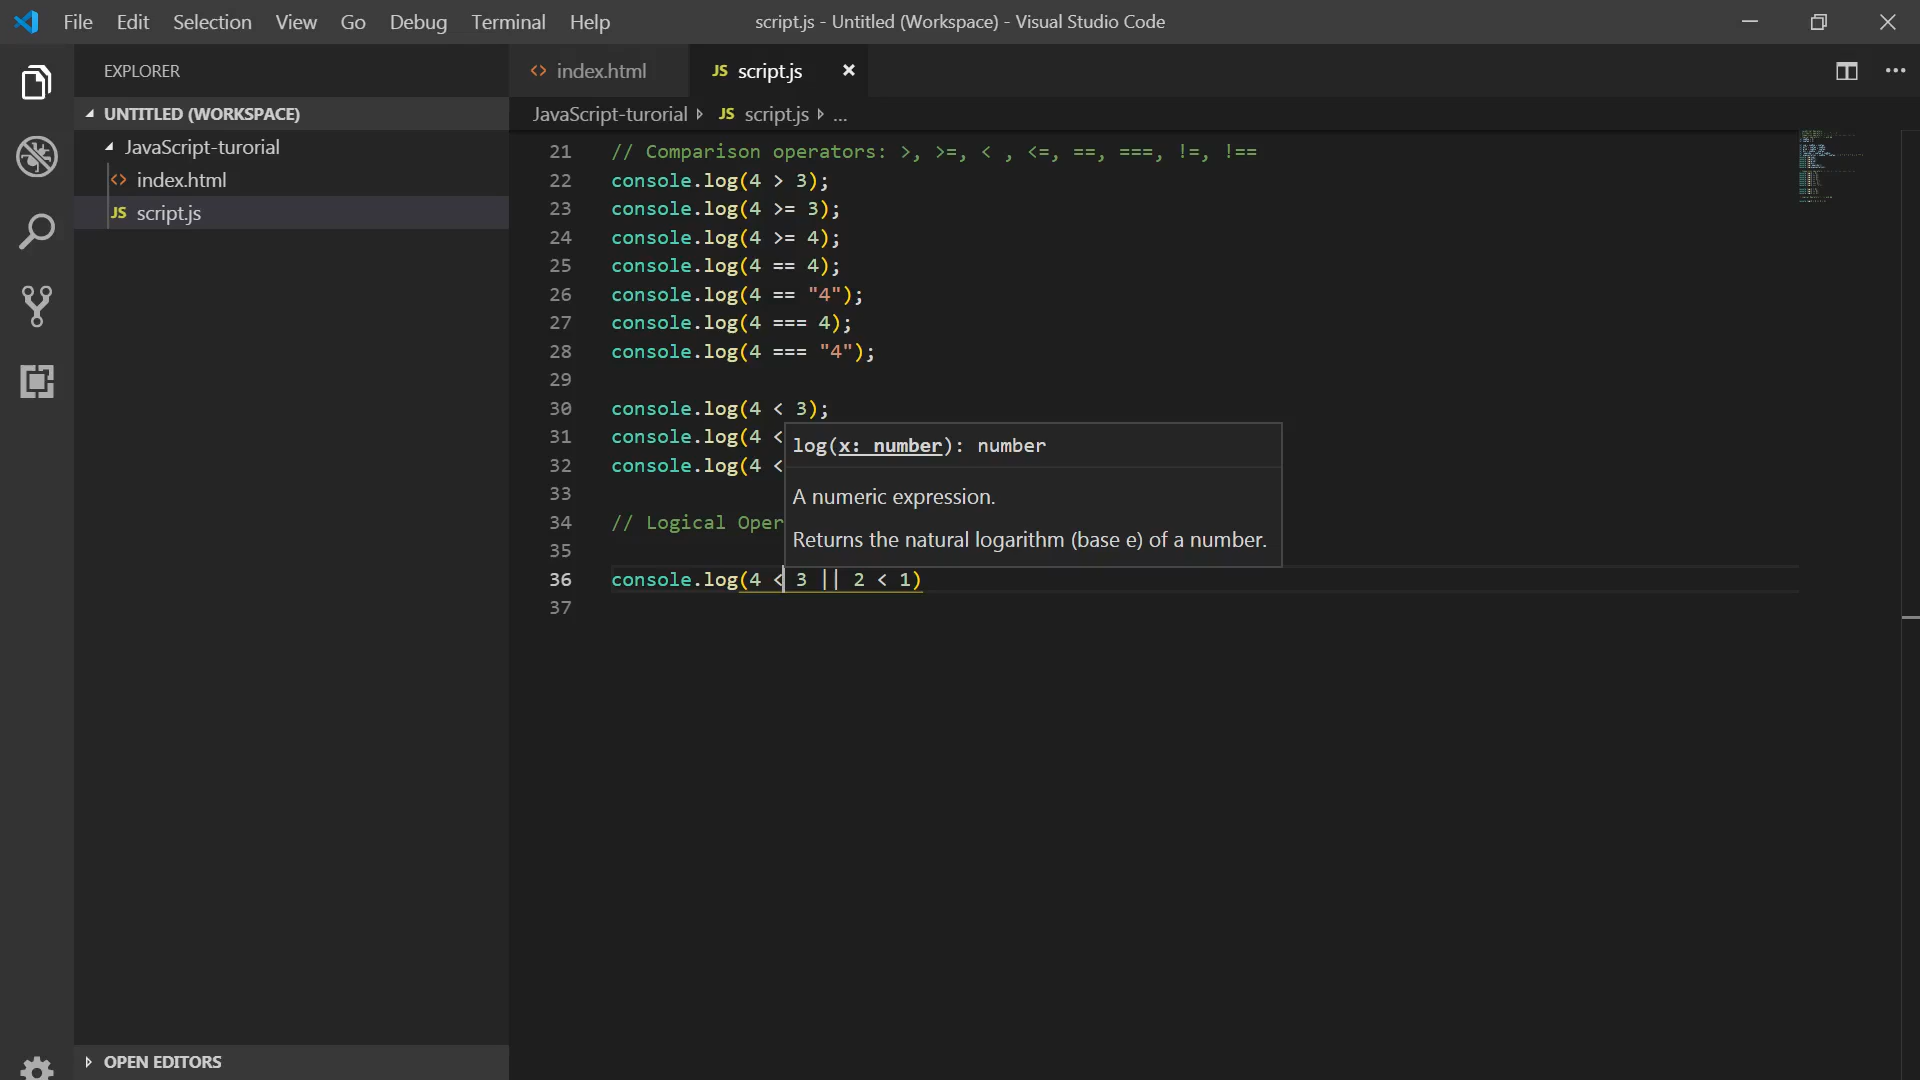 File Edit Selection View Go Debug Terminal Help
script.js - Untitled (Workspace) - Visual Studio Code
EXPLORER
UNTITLED (WORKSPACE)
JavaScript-turorial
<> index.html
JS script.js
OPEN EDITORS
<> index.html
JS script.js
JavaScript-turorial
JS script.js
...
21 // Comparison operators: >, >=, < , <=, ==, ===, !=, !==
22 console.log(4 > 3);
23 console.log(4 >= 3);
24 console.log(4 >= 4);
25 console.log(4 == 4);
26 console.log(4 == "4");
27 console.log(4 === 4);
28 console.log(4 === "4");
29
30 console.log(4 < 3);
31 console.log(4 <
32 console.log(4 <
33
34 // Logical Oper
35
36 console.log(4 < 3 || 2 < 1)
37
log(x: number): number
A numeric expression.
Returns the natural logarithm (base e) of a number.